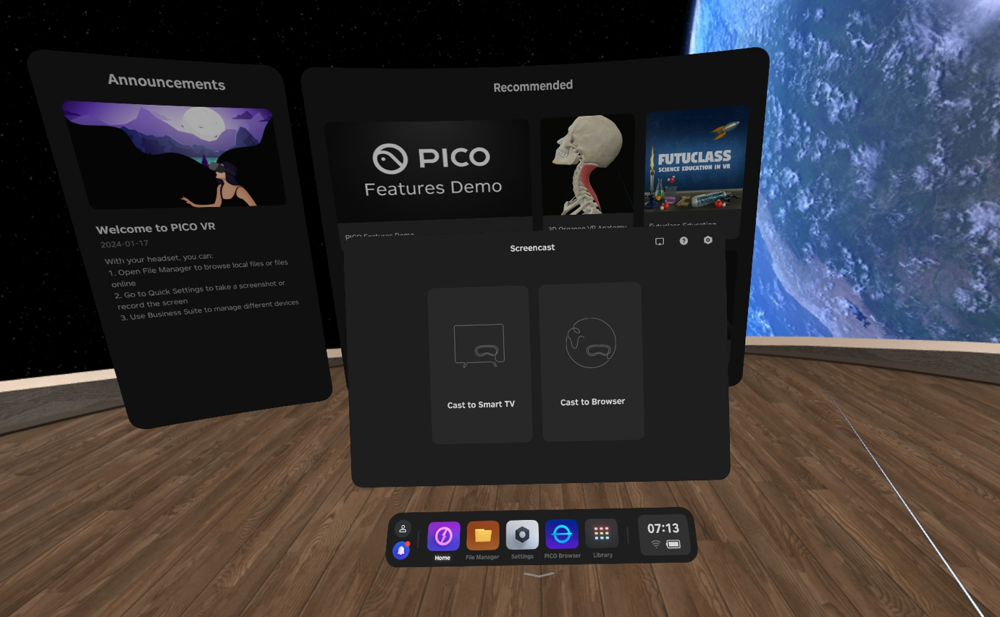 Announcements
Welcome to PICO VR
2024-01-17
With your headset, you can:
1. Open File Manager to browse local files or files
online
2. Go to Quick Settings to take a screenshot or
record the screen
3. Use Business Suite to manage different devices
Recommended
PICO
Features Demo
FUTUCLASS
SCIENCE EDUCATION IN VR
PICO Features Demo
3D Organon VR Anatomy
Futuclass Education
Screencast
?
Cast to Smart TV
Cast to Browser
Home
File Manager
Settings
PICO Browser
Library
07:13